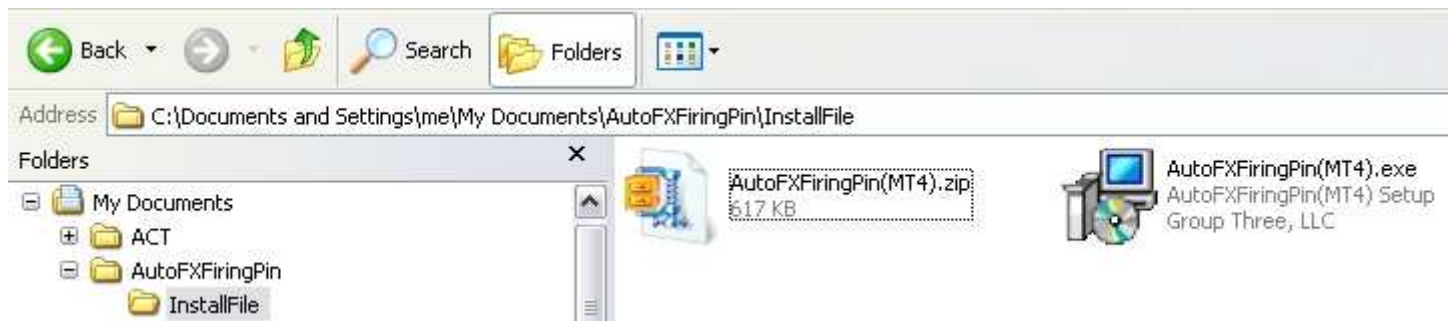 Back Search Folders
Address C:\Documents and Settings\me\My Documents\AutoFXFiringPin\InstallFile
Folders
My Documents
ACT
AutoFXFiringPin
InstallFile
AutoFXFiringPin(MT4).zip
617 KB
AutoFXFiringPin(MT4).exe
AutoFXFiringPin(MT4) Setup
Group Three, LLC